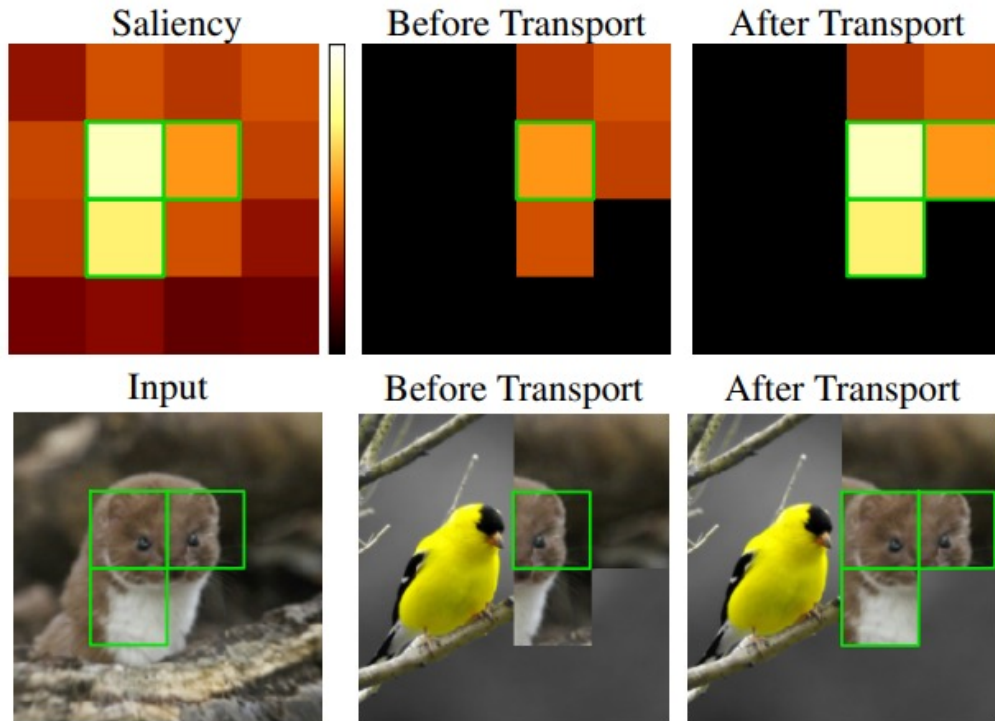 Saliency
Before Transport
After Transport
Input
Before Transport
After Transport